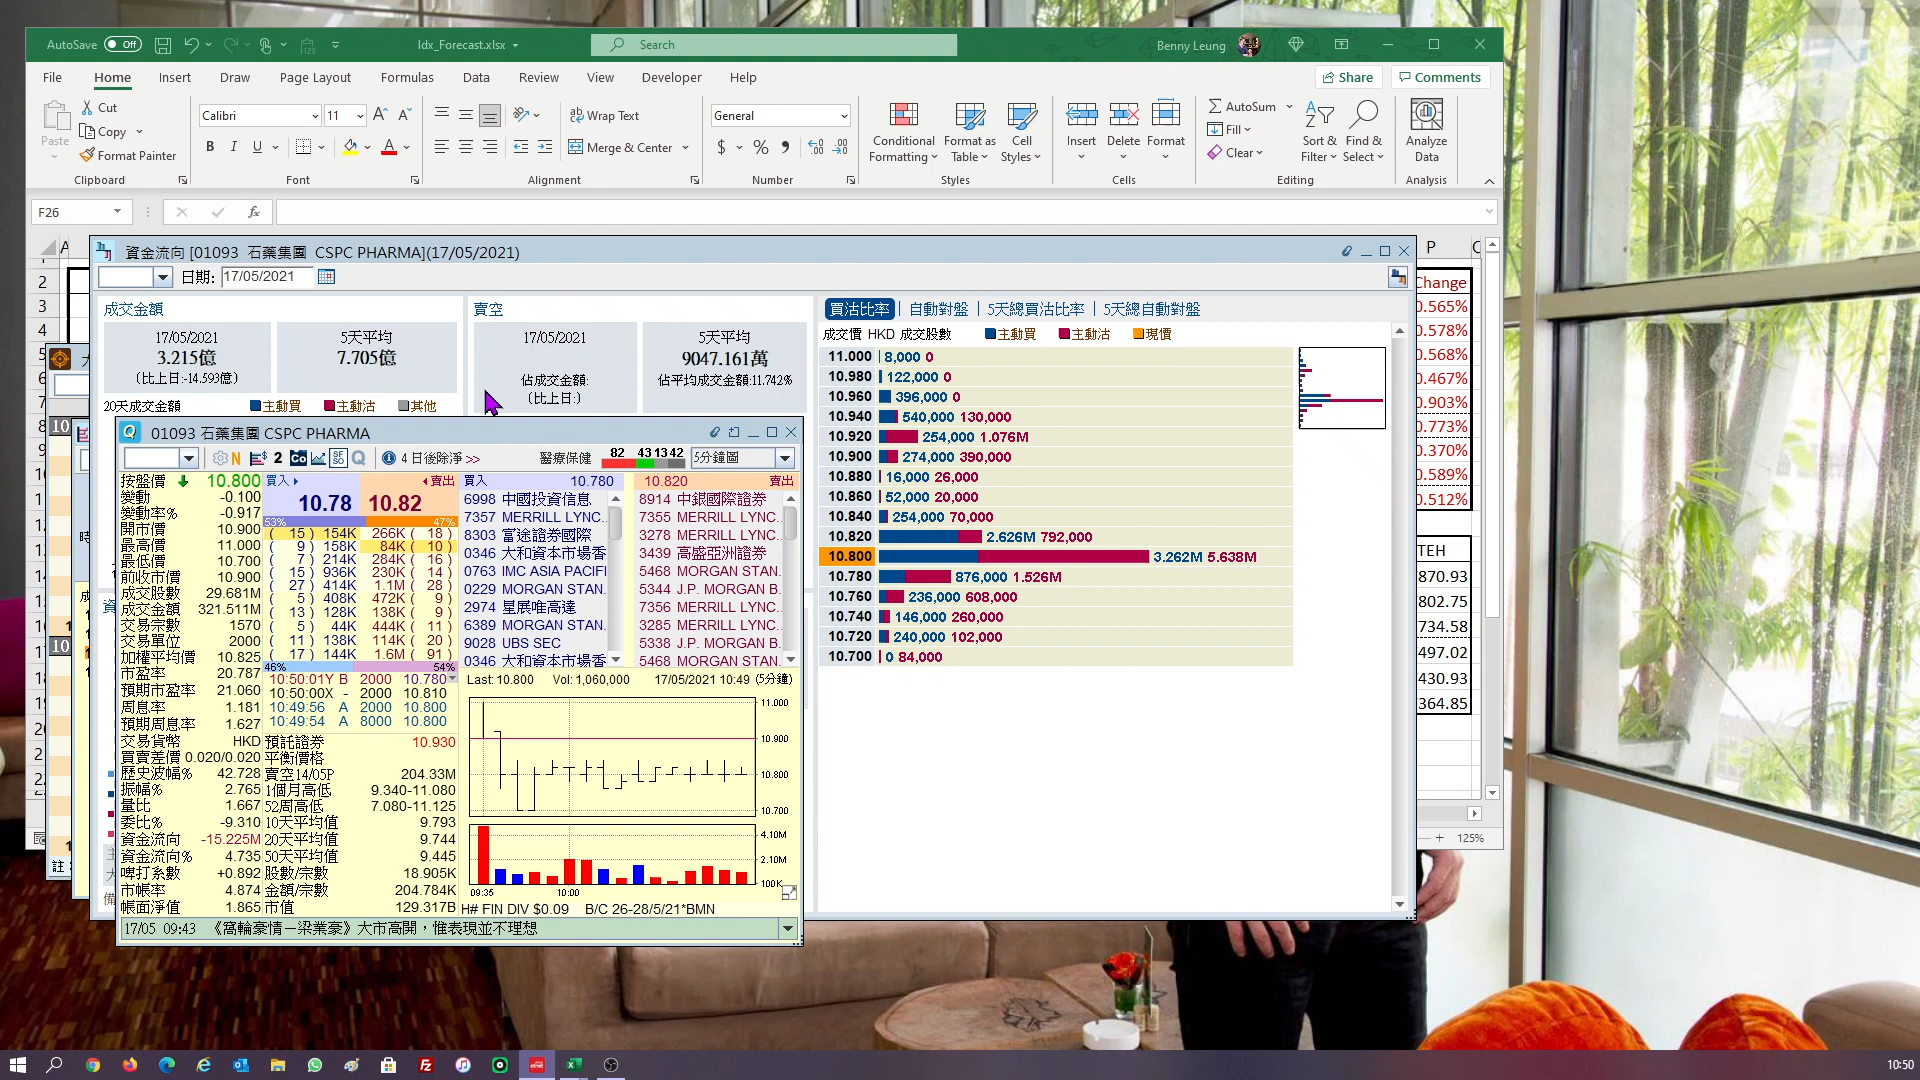 AutoSave Off Idx_Forecast.xlsx Search Benny Leung
File Home Insert Draw Page Layout Formulas Data Review View Developer Help Share Comments
Paste Cut Copy Format Painter Clipboard
Calibri 11 B I U Font
Wrap Text Merge & Center Alignment
General $ % Number
Conditional Formatting Format as Table Cell Styles Styles
Insert Delete Format Cells
AutoSum Fill Clear Sort & Filter Find & Select Editing
Analyze Data Analysis
F26 fx
資金流向 [01093 石藥集團 CSPC PHARMA](17/05/2021)
日期: 17/05/2021
成交金額
17/05/2021
3.215億
(比上日:-14.593億)
5天平均
7.705億
20天成交金額 主動買 主動沽 其他
賣空
17/05/2021
佔成交金額:
(比上日:)
5天平均
9047.161萬
佔平均成交金額:11.742%
買沽比率 | 自動對盤 | 5天總買沽比率 | 5天總自動對盤
成交價 HKD 成交股數 主動買 主動沽 現價
11.000 8,000 0
10.980 122,000 0
10.960 396,000 0
10.940 540,000 130,000
10.920 254,000 1.076M
10.900 274,000 390,000
10.880 16,000 26,000
10.860 52,000 20,000
10.840 254,000 70,000
10.820 2.626M 792,000
10.800 3.262M 5.638M
10.780 876,000 1.526M
10.760 236,000 608,000
10.740 146,000 260,000
10.720 240,000 102,000
10.700 0 84,000
01093 石藥集團 CSPC PHARMA
N 2 Co SF SO Q 4 日後除淨 >> 醫療保健 82 43 13 42 5分鐘圖
按盤價 10.800
變動 -0.100
變動率% -0.917
開市價 10.900
最高價 11.000
最低價 10.700
前收市價 10.900
成交股數 29.681M
成交金額 321.511M
交易宗數 1570
交易單位 2000
加權平均價 10.825
市盈率 20.787
預期市盈率 21.060
周息率 1.181
預期周息率 1.627
交易貨幣 HKD
買賣差價 0.020/0.020
歷史波幅% 42.728
振幅% 2.765
量比 1.667
委比% -9.310
資金流向 -15.225M
資金流向% 4.735
啤打系數 +0.892
市帳率 4.874
帳面淨值 1.865
買入 賣出
10.78 10.82
53% 47%
( 15 ) 154K 266K ( 18 )
( 9 ) 158K 84K ( 10 )
( 7 ) 214K 284K ( 16 )
( 15 ) 936K 230K ( 14 )
( 27 ) 414K 1.1M ( 28 )
( 5 ) 408K 472K ( 9 )
( 13 ) 128K 138K ( 9 )
( 5 ) 44K 444K ( 11 )
( 11 ) 138K 114K ( 20 )
( 17 ) 144K 1.6M ( 91 )
46% 54%
10:50:01Y B 2000 10.780
10:50:00X - 2000 10.810
10:49:56 A 2000 10.800
10:49:54 A 8000 10.800
預託證券 10.930
平衡價格
賣空14/05P 204.33M
1個月高低 9.340-11.080
52周高低 7.080-11.125
10天平均值 9.793
20天平均值 9.744
50天平均值 9.445
股數/宗數 18.905K
金額/宗數 204.784K
市值 129.317B
買入 10.780
6998 中國投資信息
7357 MERRILL LYNC..
8303 富途證券國際
0346 大和資本市場香
0763 IMC ASIA PACIFI
0229 MORGAN STAN.
2974 星展唯高達
6389 MORGAN STAN.
9028 UBS SEC
0346 大和資本市場香
10.820 賣出
8914 中銀國際證券
7355 MERRILL LYNC..
3278 MERRILL LYNC..
3439 高盛亞洲證券
5468 MORGAN STAN.
5344 J.P. MORGAN B.
7356 MERRILL LYNC..
3285 MERRILL LYNC..
5338 J.P. MORGAN B.
5468 MORGAN STAN.
Last: 10.800 Vol: 1,060,000 17/05/2021 10:49 (5分鐘)
11.000
10.900
10.800
10.700
4.10M
2.10M
100K
09:35 10:00
H# FIN DIV $0.09 B/C 26-28/5/21*BMN
17/05 09:43 《窩輪豪情－梁業豪》大市高開，惟表現並不理想
P
Change
0.565%
0.578%
0.568%
0.467%
0.903%
0.773%
0.370%
0.589%
0.512%
TEH
870.93
802.75
734.58
497.02
430.93
364.85
125%
10:50